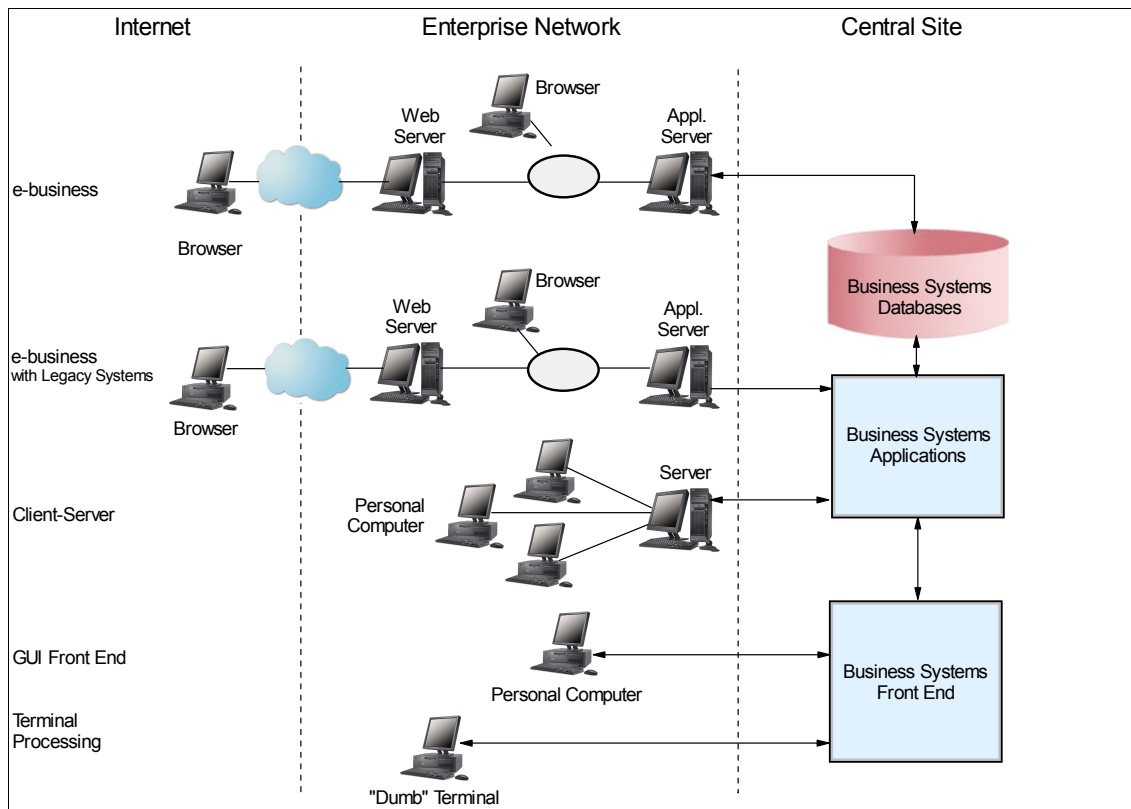 Internet
Enterprise Network
Central Site
Browser
Web
Server
Appl.
Server
e-business
Browser
Business Systems
Databases
Browser
Web
Server
Appl.
Server
e-business
with Legacy Systems
Browser
Business Systems
Applications
Server
Personal
Computer
Client-Server
GUI Front End
Personal Computer
Business Systems
Front End
Terminal
Processing
"Dumb" Terminal